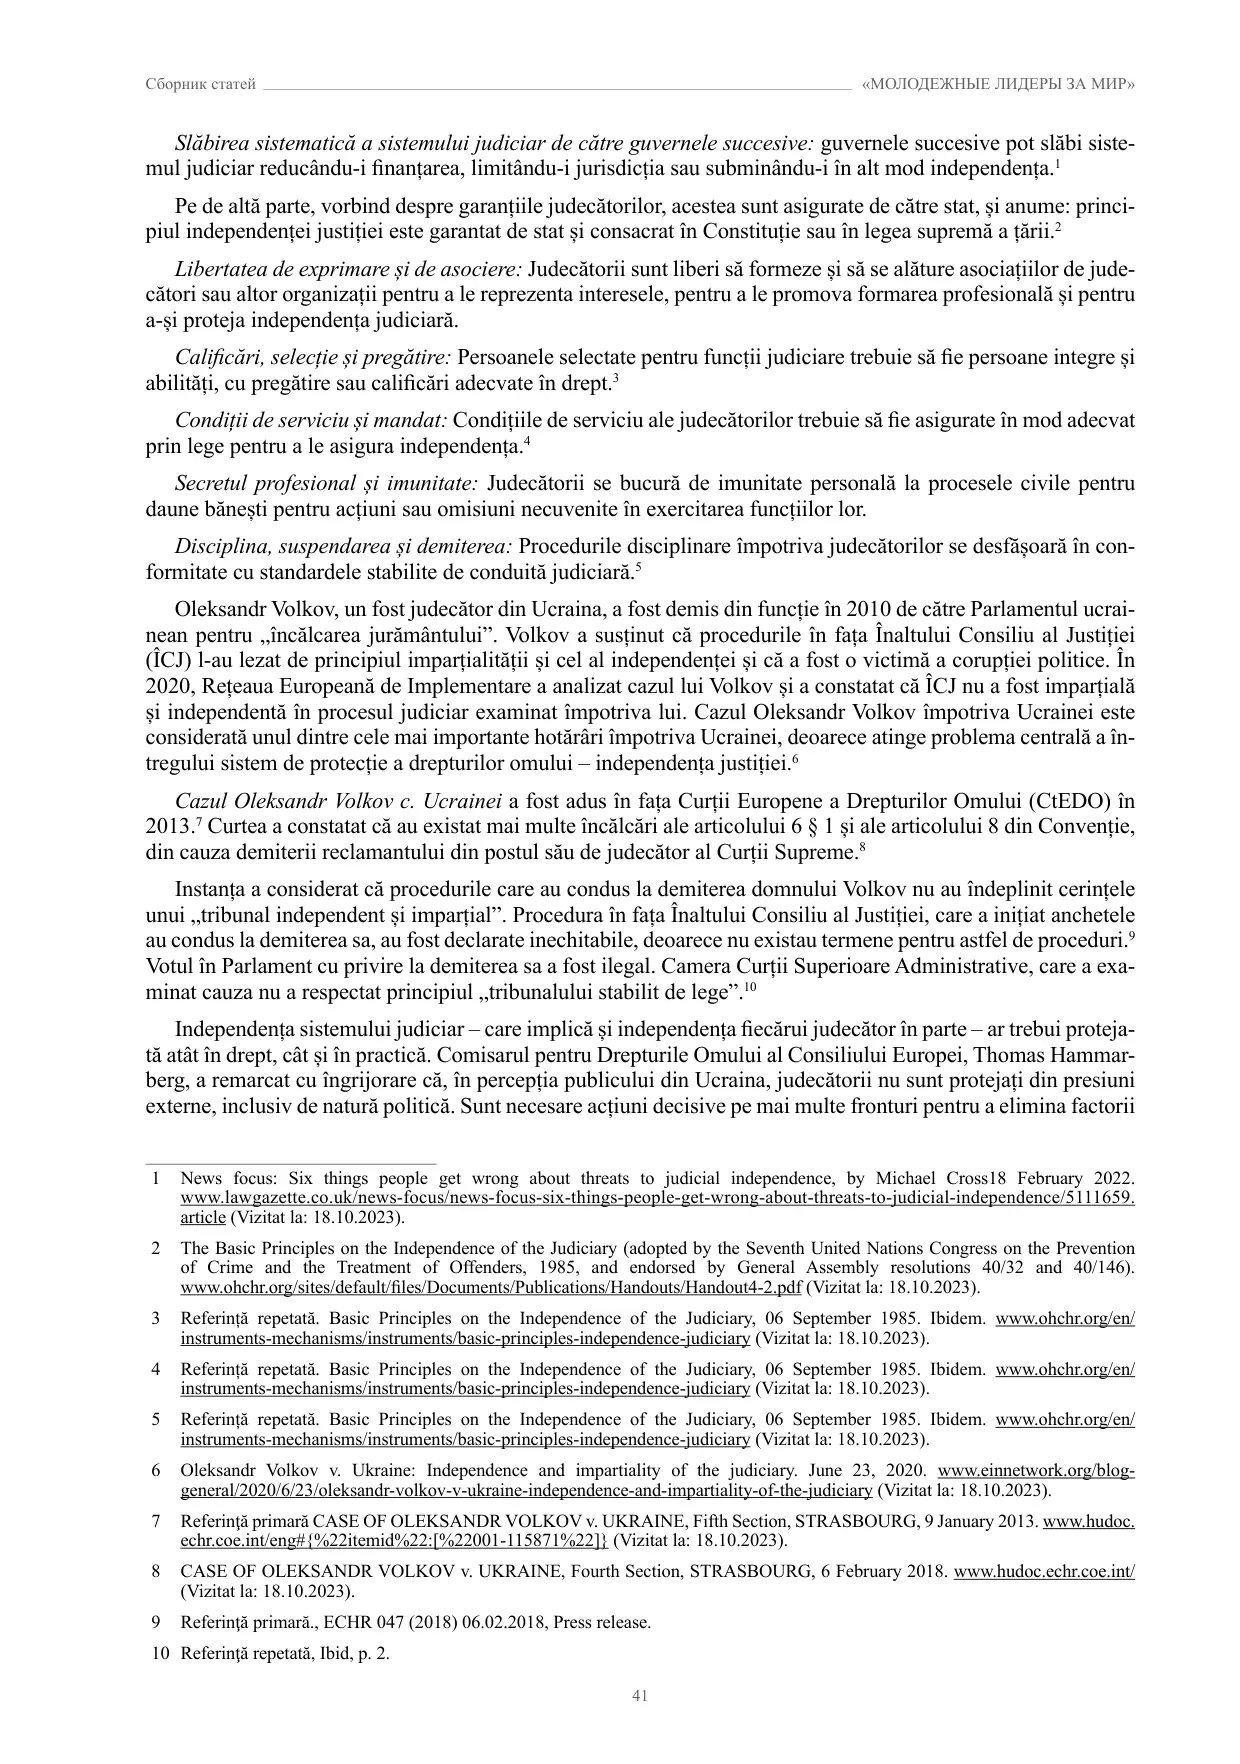 Сборник статей «МОЛОДЕЖНЫЕ ЛИДЕРЫ ЗА МИР»
Slăbirea sistematică a sistemului judiciar de către guvernele succesive: guvernele succesive pot slăbi siste-
mul judiciar reducându-i finanțarea, limitându-i jurisdicția sau subminându-i în alt mod independența.1
Pe de altă parte, vorbind despre garanțiile judecătorilor, acestea sunt asigurate de către stat, și anume: princi-
piul independenței justiției este garantat de stat și consacrat în Constituție sau în legea supremă a țării.2
Libertatea de exprimare și de asociere: Judecătorii sunt liberi să formeze și să se alăture asociațiilor de jude-
cători sau altor organizații pentru a le reprezenta interesele, pentru a le promova formarea profesională și pentru
a-și proteja independența judiciară.
Calificări, selecție și pregătire: Persoanele selectate pentru funcții judiciare trebuie să fie persoane integre și
abilități, cu pregătire sau calificări adecvate în drept.3
Condiții de serviciu și mandat: Condițiile de serviciu ale judecătorilor trebuie să fie asigurate în mod adecvat
prin lege pentru a le asigura independența.4
Secretul profesional și imunitate: Judecătorii se bucură de imunitate personală la procesele civile pentru
daune bănești pentru acțiuni sau omisiuni necuvenite în exercitarea funcțiilor lor.
Disciplina, suspendarea și demiterea: Procedurile disciplinare împotriva judecătorilor se desfășoară în con-
formitate cu standardele stabilite de conduită judiciară.5
Oleksandr Volkov, un fost judecător din Ucraina, a fost demis din funcție în 2010 de către Parlamentul ucrai-
nean pentru „încălcarea jurământului”. Volkov a susținut că procedurile în fața Înaltului Consiliu al Justiției
(ÎCJ) l-au lezat de principiul imparțialității și cel al independenței și că a fost o victimă a corupției politice. În
2020, Rețeaua Europeană de Implementare a analizat cazul lui Volkov și a constatat că ÎCJ nu a fost imparțială
și independentă în procesul judiciar examinat împotriva lui. Cazul Oleksandr Volkov împotriva Ucrainei este
considerată unul dintre cele mai importante hotărâri împotriva Ucrainei, deoarece atinge problema centrală a în-
tregului sistem de protecție a drepturilor omului – independența justiției.6
Cazul Oleksandr Volkov c. Ucrainei a fost adus în fața Curții Europene a Drepturilor Omului (CtEDO) în
2013.7 Curtea a constatat că au existat mai multe încălcări ale articolului 6 § 1 și ale articolului 8 din Convenție,
din cauza demiterii reclamantului din postul său de judecător al Curții Supreme.8
Instanța a considerat că procedurile care au condus la demiterea domnului Volkov nu au îndeplinit cerințele
unui „tribunal independent și imparțial”. Procedura în fața Înaltului Consiliu al Justiției, care a inițiat anchetele
au condus la demiterea sa, au fost declarate inechitabile, deoarece nu existau termene pentru astfel de proceduri.9
Votul în Parlament cu privire la demiterea sa a fost ilegal. Camera Curții Superioare Administrative, care a exa-
minat cauza nu a respectat principiul „tribunalului stabilit de lege”.10
Independența sistemului judiciar – care implică și independența fiecărui judecător în parte – ar trebui proteja-
tă atât în drept, cât și în practică. Comisarul pentru Drepturile Omului al Consiliului Europei, Thomas Hammar-
berg, a remarcat cu îngrijorare că, în percepția publicului din Ucraina, judecătorii nu sunt protejați din presiuni
externe, inclusiv de natură politică. Sunt necesare acțiuni decisive pe mai multe fronturi pentru a elimina factorii
1 News focus: Six things people get wrong about threats to judicial independence, by Michael Cross18 February 2022.
www.lawgazette.co.uk/news-focus/news-focus-six-things-people-get-wrong-about-threats-to-judicial-independence/5111659.
article (Vizitat la: 18.10.2023).
2 The Basic Principles on the Independence of the Judiciary (adopted by the Seventh United Nations Congress on the Prevention
of Crime and the Treatment of Offenders, 1985, and endorsed by General Assembly resolutions 40/32 and 40/146).
www.ohchr.org/sites/default/files/Documents/Publications/Handouts/Handout4-2.pdf (Vizitat la: 18.10.2023).
3 Referință repetată. Basic Principles on the Independence of the Judiciary, 06 September 1985. Ibidem. www.ohchr.org/en/
instruments-mechanisms/instruments/basic-principles-independence-judiciary (Vizitat la: 18.10.2023).
4 Referință repetată. Basic Principles on the Independence of the Judiciary, 06 September 1985. Ibidem. www.ohchr.org/en/
instruments-mechanisms/instruments/basic-principles-independence-judiciary (Vizitat la: 18.10.2023).
5 Referință repetată. Basic Principles on the Independence of the Judiciary, 06 September 1985. Ibidem. www.ohchr.org/en/
instruments-mechanisms/instruments/basic-principles-independence-judiciary (Vizitat la: 18.10.2023).
6 Oleksandr Volkov v. Ukraine: Independence and impartiality of the judiciary. June 23, 2020. www.einnetwork.org/blog-
general/2020/6/23/oleksandr-volkov-v-ukraine-independence-and-impartiality-of-the-judiciary (Vizitat la: 18.10.2023).
7 Referinţă primară CASE OF OLEKSANDR VOLKOV v. UKRAINE, Fifth Section, STRASBOURG, 9 January 2013. www.hudoc.
echr.coe.int/eng#{%22itemid%22:[%22001-115871%22]} (Vizitat la: 18.10.2023).
8 CASE OF OLEKSANDR VOLKOV v. UKRAINE, Fourth Section, STRASBOURG, 6 February 2018. www.hudoc.echr.coe.int/
(Vizitat la: 18.10.2023).
9 Referinţă primară., ECHR 047 (2018) 06.02.2018, Press release.
10 Referinţă repetată, Ibid, p. 2.
41